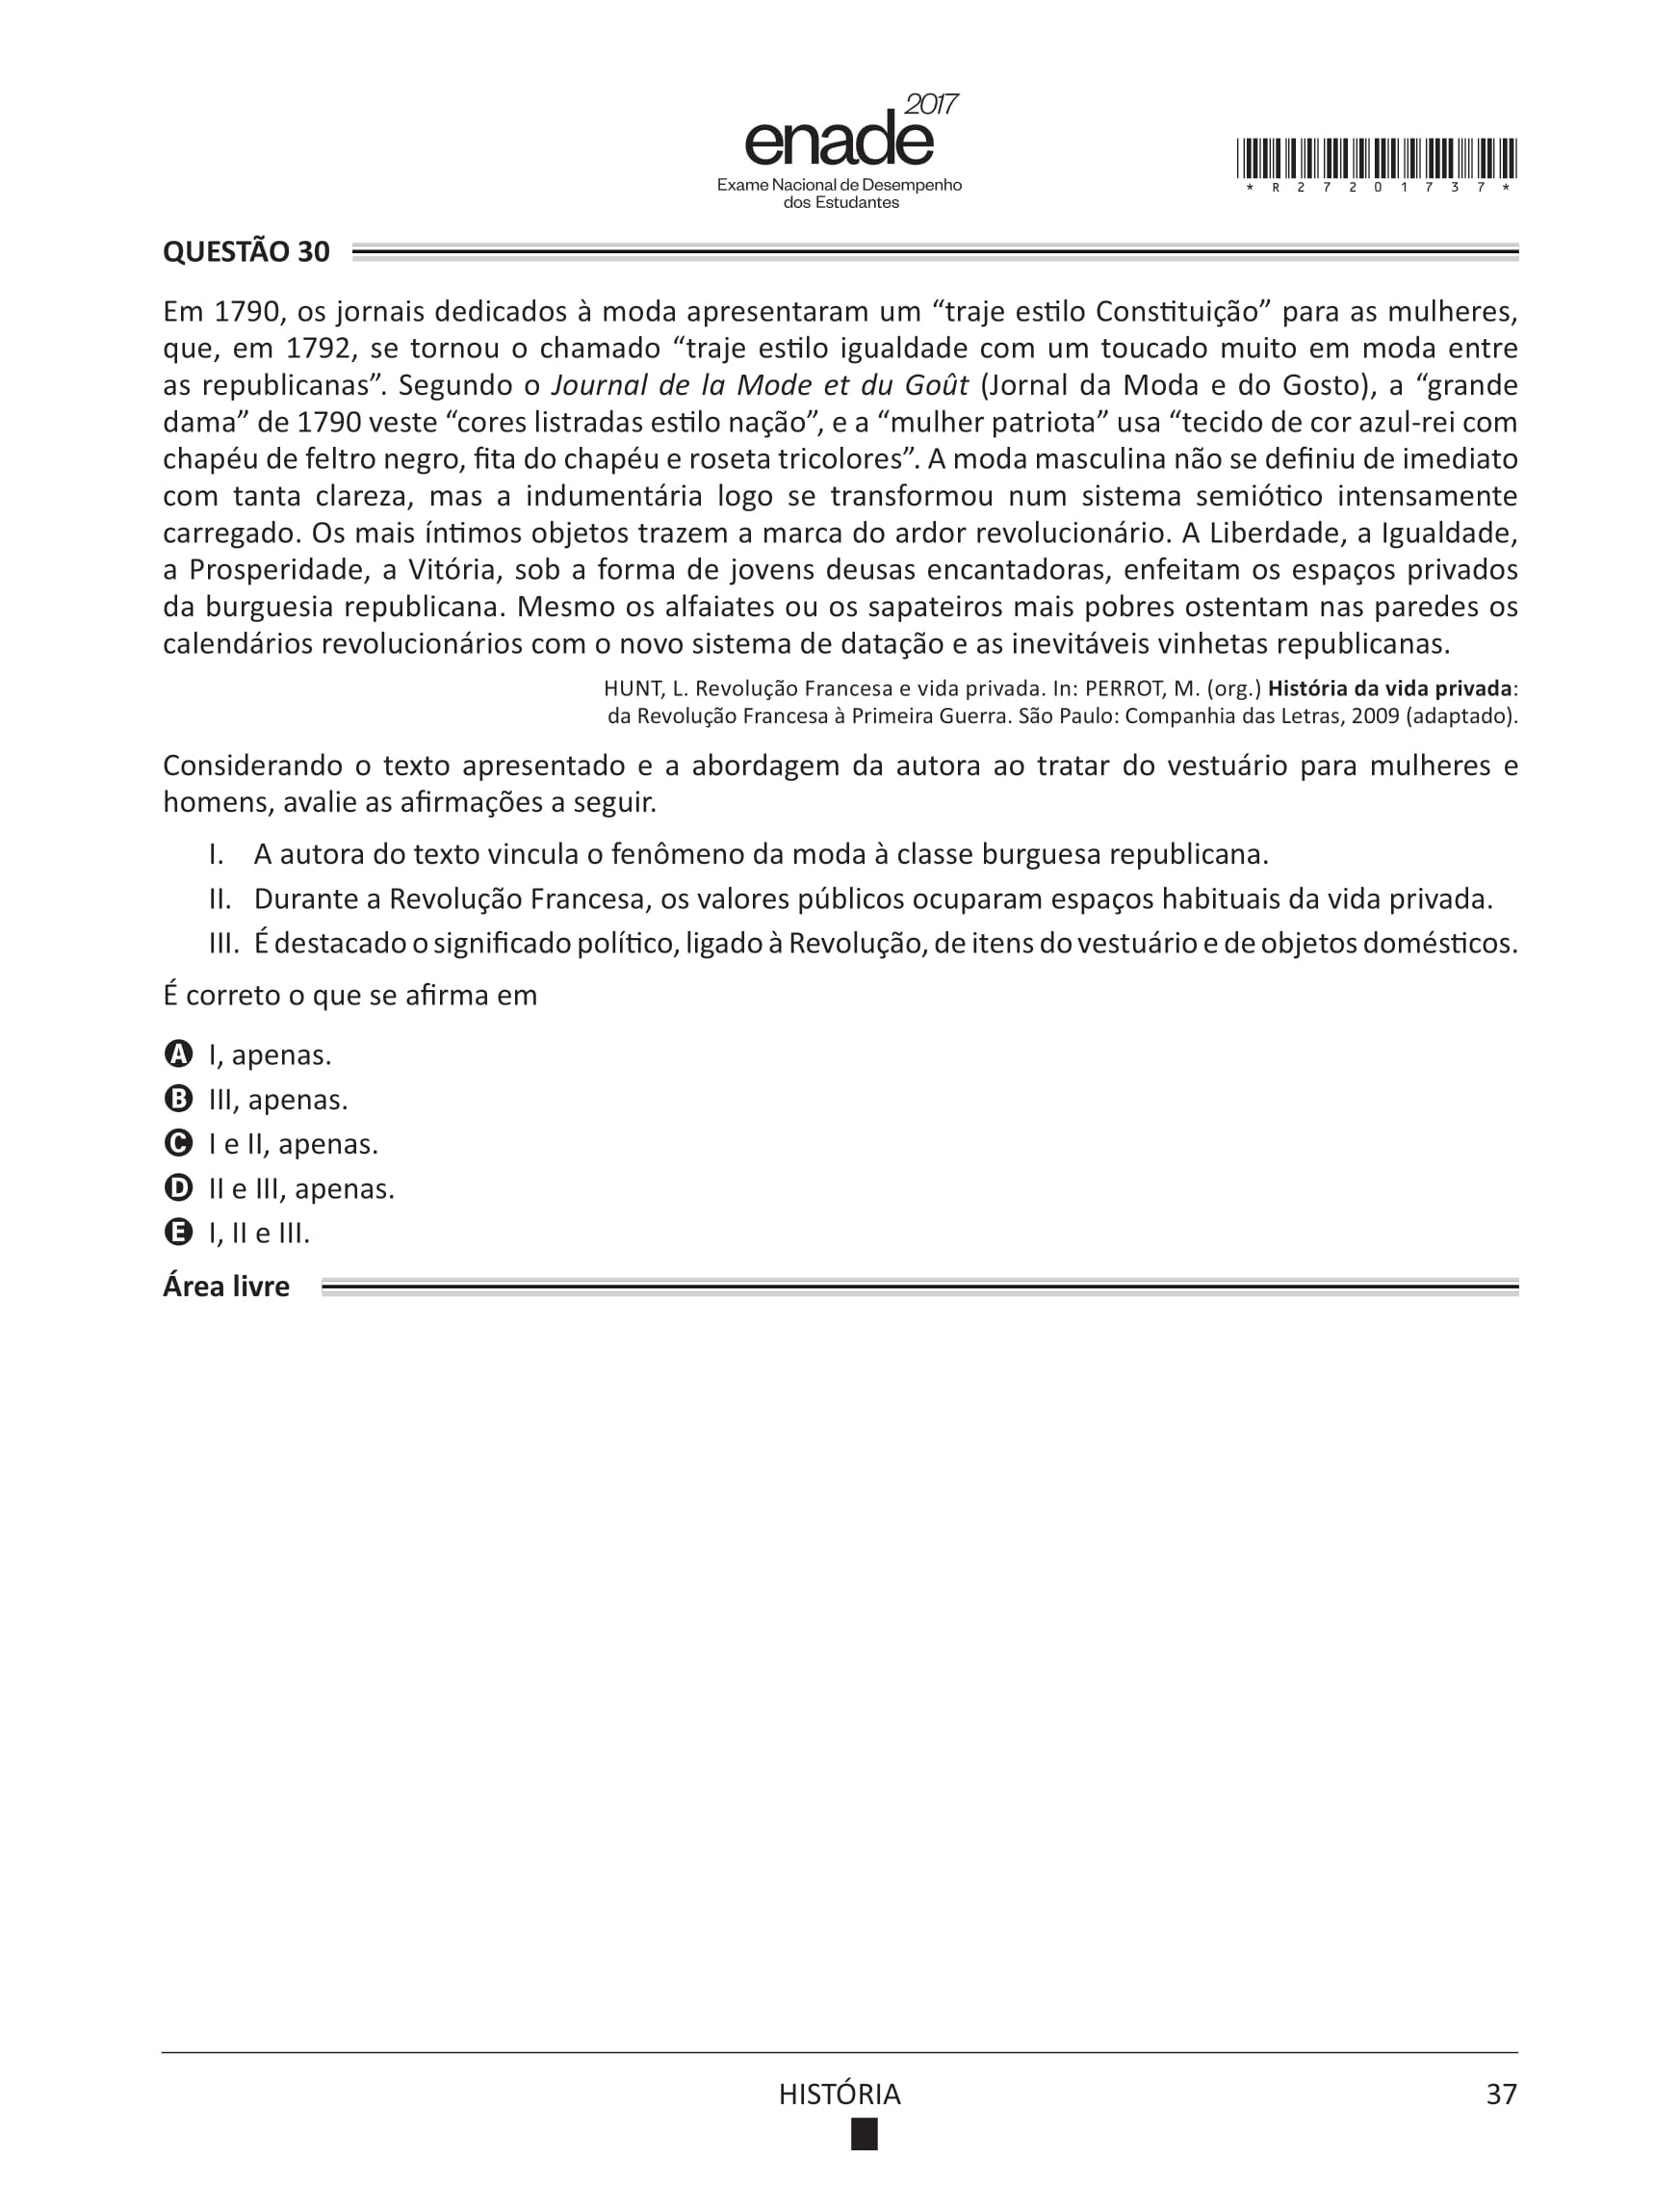 2017
enade
Exame Nacional de Desempenho
dos Estudantes
*R27201737*
QUESTÃO 30
Em 1790, os jornais dedicados à moda apresentaram um “traje estilo Constituição” para as mulheres,
que, em 1792, se tornou o chamado “traje estilo igualdade com um toucado muito em moda entre
as republicanas”. Segundo o Journal de la Mode et du Goût (Jornal da Moda e do Gosto), a “grande
dama” de 1790 veste “cores listradas estilo nação”, e a “mulher patriota” usa “tecido de cor azul-rei com
chapéu de feltro negro, fita do chapéu e roseta tricolores”. A moda masculina não se definiu de imediato
com tanta clareza, mas a indumentária logo se transformou num sistema semiótico intensamente
carregado. Os mais íntimos objetos trazem a marca do ardor revolucionário. A Liberdade, a Igualdade,
a Prosperidade, a Vitória, sob a forma de jovens deusas encantadoras, enfeitam os espaços privados
da burguesia republicana. Mesmo os alfaiates ou os sapateiros mais pobres ostentam nas paredes os
calendários revolucionários com o novo sistema de datação e as inevitáveis vinhetas republicanas.
HUNT, L. Revolução Francesa e vida privada. In: PERROT, M. (org.) História da vida privada:
da Revolução Francesa à Primeira Guerra. São Paulo: Companhia das Letras, 2009 (adaptado).
Considerando o texto apresentado e a abordagem da autora ao tratar do vestuário para mulheres e
homens, avalie as afirmações a seguir.
I. A autora do texto vincula o fenômeno da moda à classe burguesa republicana.
II. Durante a Revolução Francesa, os valores públicos ocuparam espaços habituais da vida privada.
III. É destacado o significado político, ligado à Revolução, de itens do vestuário e de objetos domésticos.
É correto o que se afirma em
A I, apenas.
B III, apenas.
C I e II, apenas.
D II e III, apenas.
E I, II e III.
Área livre
HISTÓRIA
37